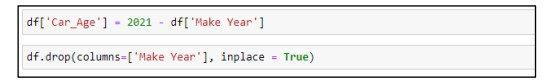 df['Car_Age'] = 2021 - df['Make Year']
df.drop(columns=['Make Year'], inplace = True)